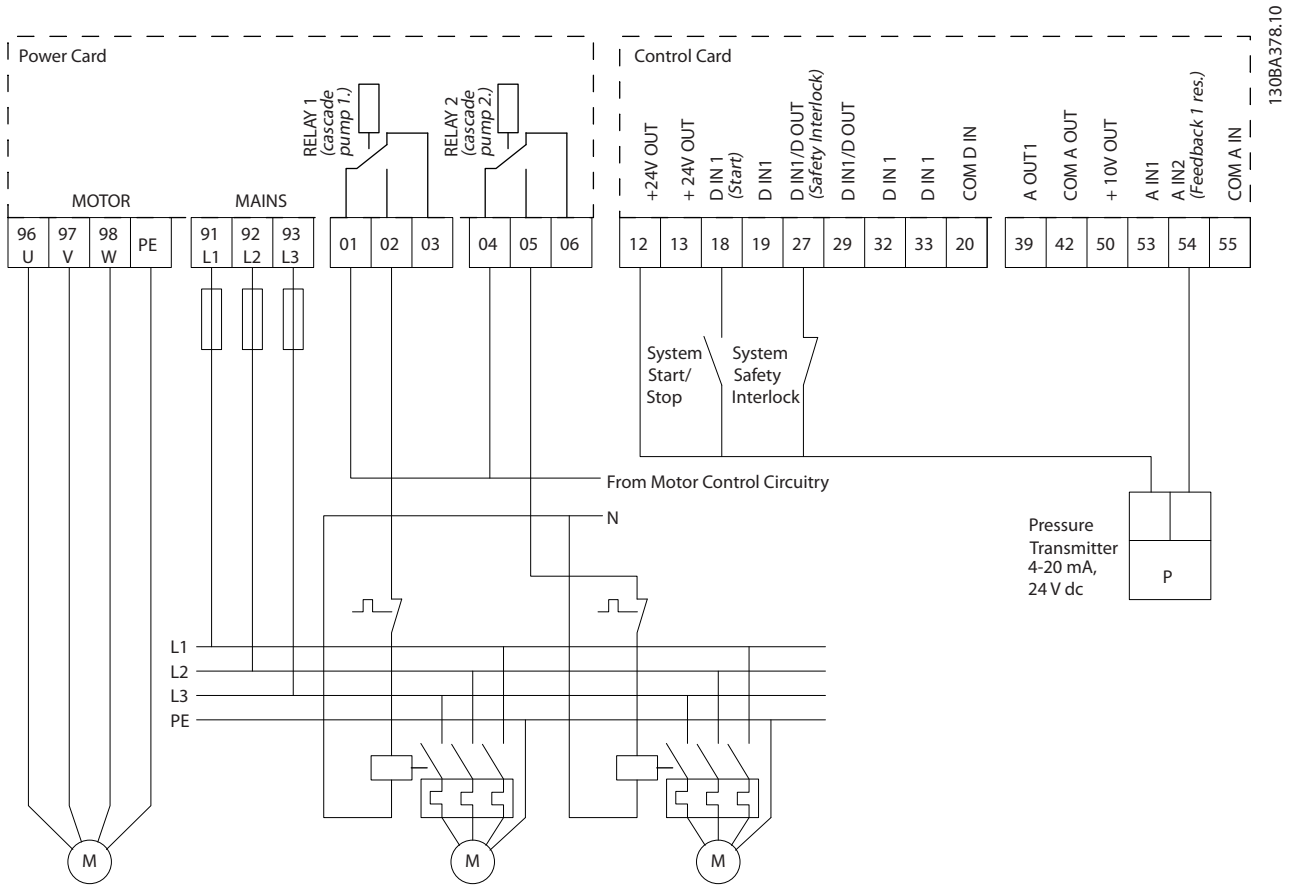 130BA378.10
Power Card
Control Card
RELAY 1
(cascade
pump 1.)
RELAY 2
(cascade
pump 2.)
+24V OUT
+ 24V OUT
D IN 1
(Start)
D IN1
D IN1/D OUT
(Safety Interlock)
D IN1/D OUT
D IN 1
D IN 1
COM D IN
A OUT1
COM A OUT
+ 10V OUT
A IN1
A IN2
(Feedback 1 res.)
COM A IN
MOTOR
MAINS
96 97 98 PE 91 92 93 01 02 03 04 05 06 12 13 18 19 27 29 32 33 20 39 42 50 53 54 55
U V W L1 L2 L3
System
Start/
Stop
System
Safety
Interlock
From Motor Control Circuitry
N
Pressure
Transmitter
4-20 mA,
24 V dc
P
L1
L2
L3
PE
M M M